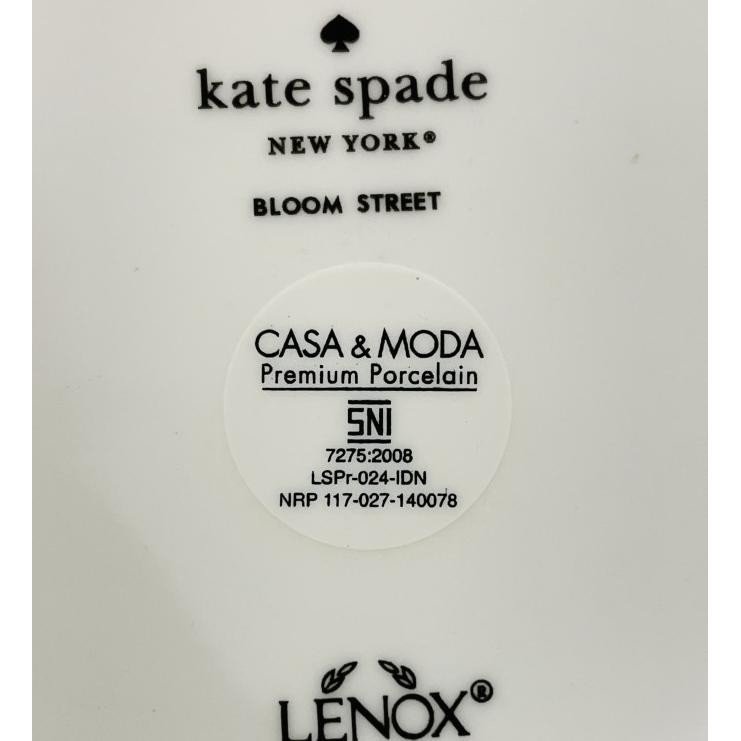 kate spade
NEW YORK®
BLOOM STREET
CASA & MODA
Premium Porcelain
SNI
7275:2008
LSPr-024-IDN
NRP 117-027-140078
LENOX®